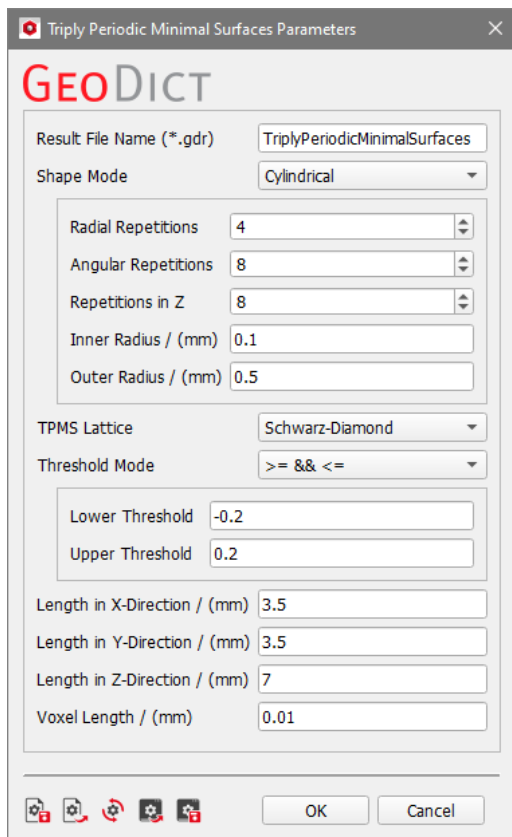 Triply Periodic Minimal Surfaces Parameters
GEODICT
Result File Name (*.gdr) TriplyPeriodicMinimalSurfaces
Shape Mode Cylindrical
Radial Repetitions 4
Angular Repetitions 8
Repetitions in Z 8
Inner Radius / (mm) 0.1
Outer Radius / (mm) 0.5
TPMS Lattice Schwarz-Diamond
Threshold Mode >= && <=
Lower Threshold -0.2
Upper Threshold 0.2
Length in X-Direction / (mm) 3.5
Length in Y-Direction / (mm) 3.5
Length in Z-Direction / (mm) 7
Voxel Length / (mm) 0.01
OK Cancel